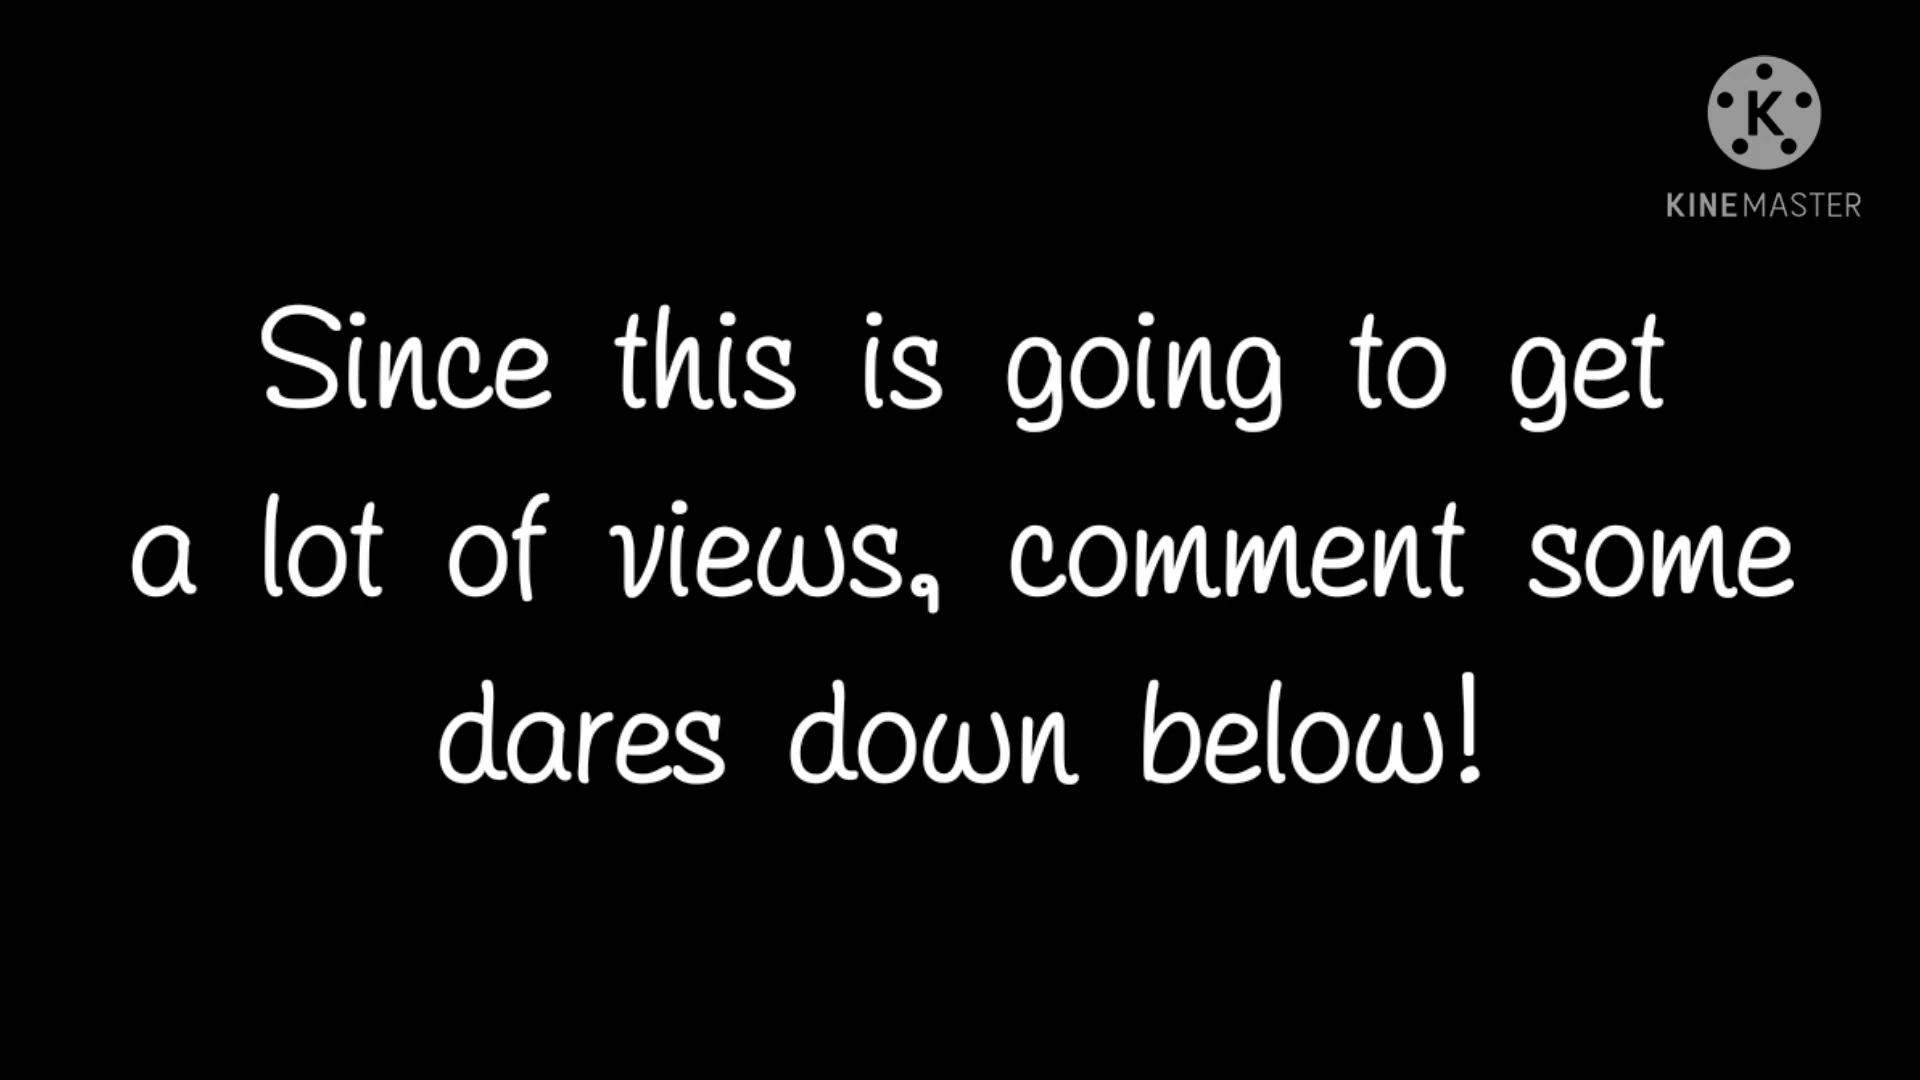 K
KINEMASTER
Since this is going to get
a lot of views, comment some
dares down below!